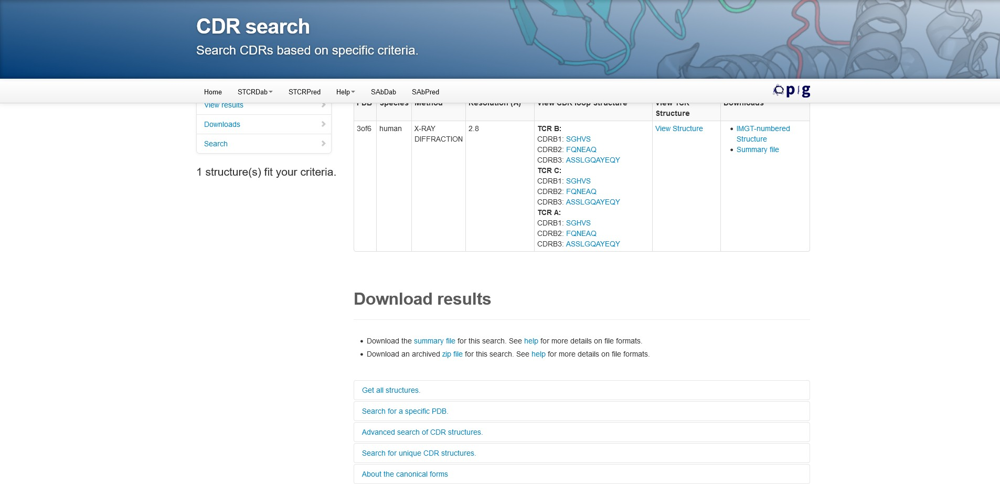 CDR search
Search CDRs based on specific criteria.
Home STCRDab STCRPred Help SAbDab SAbPred
opig
View results
Downloads
Search
1 structure(s) fit your criteria.
PDB Species Method Resolution (Å) View CDR loop Structure View TCR Structure Downloads
3of6 human X-RAY DIFFRACTION 2.8
TCR B:
CDRB1: SGHVS
CDRB2: FQNEAQ
CDRB3: ASSLGQAYEQY
TCR C:
CDRB1: SGHVS
CDRB2: FQNEAQ
CDRB3: ASSLGQAYEQY
TCR A:
CDRB1: SGHVS
CDRB2: FQNEAQ
CDRB3: ASSLGQAYEQY
View Structure
IMGT-numbered
Structure
Summary file
Download results
Download the summary file for this search. See help for more details on file formats.
Download an archived zip file for this search. See help for more details on file formats.
Get all structures.
Search for a specific PDB.
Advanced search of CDR structures.
Search for unique CDR structures.
About the canonical forms